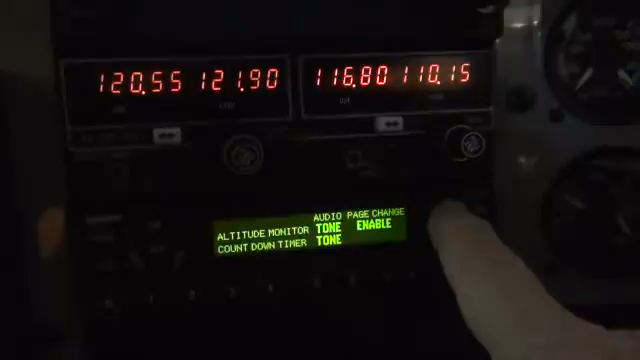 120.55 121.90 116.80 110.15
AUDIO PAGE CHANGE
ALTITUDE MONITOR TONE ENABLE
COUNT DOWN TIMER TONE